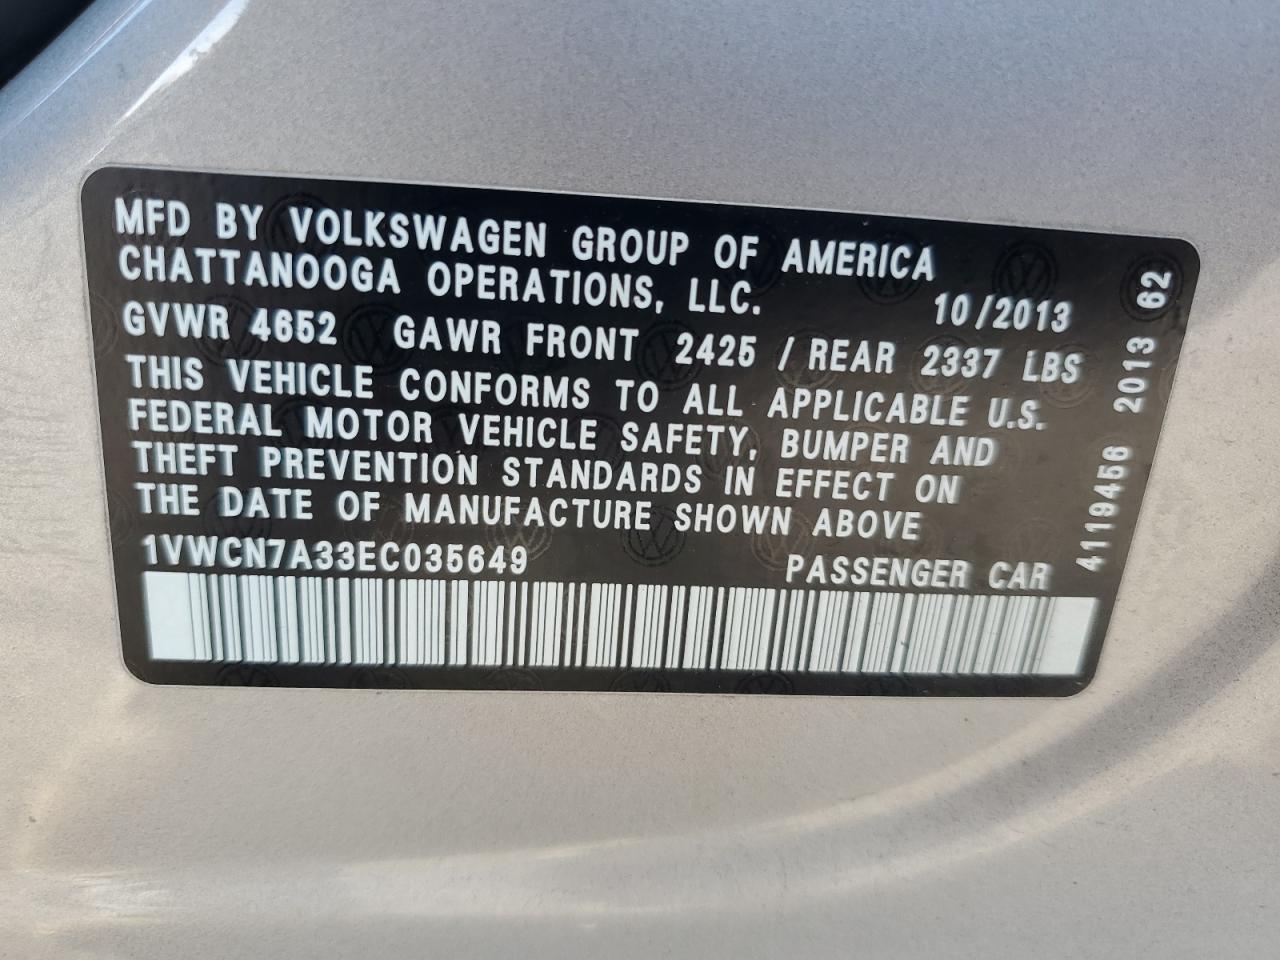 MFD BY VOLKSWAGEN GROUP OF AMERICA
CHATTANOOGA OPERATIONS, LLC.
10/2013
GVWR 4652 GAWR FRONT 2425 / REAR 2337 LBS
THIS VEHICLE CONFORMS TO ALL APPLICABLE U.S.
FEDERAL MOTOR VEHICLE SAFETY, BUMPER AND
THEFT PREVENTION STANDARDS IN EFFECT ON
THE DATE OF MANUFACTURE SHOWN ABOVE
1VWCN7A33EC035649 PASSENGER CAR
4119456 2013 62